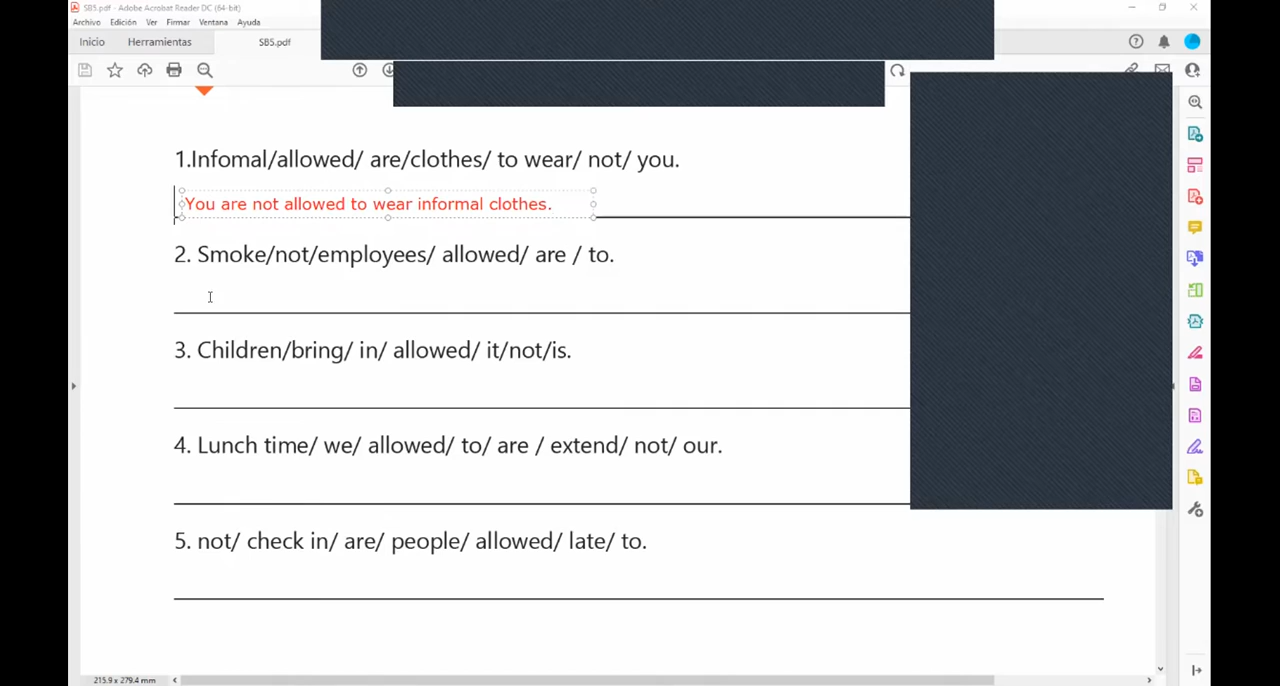 SB5.pdf - Adobe Acrobat Reader DC (64-bit)
Archivo Edición Ver Firmar Ventana Ayuda
Inicio Herramientas SB5.pdf
1.Infomal/allowed/ are/clothes/ to wear/ not/ you.
You are not allowed to wear informal clothes.
2. Smoke/not/employees/ allowed/ are / to.
3. Children/bring/ in/ allowed/ it/not/is.
4. Lunch time/ we/ allowed/ to/ are / extend/ not/ our.
5. not/ check in/ are/ people/ allowed/ late/ to.
215.9 x 279.4 mm